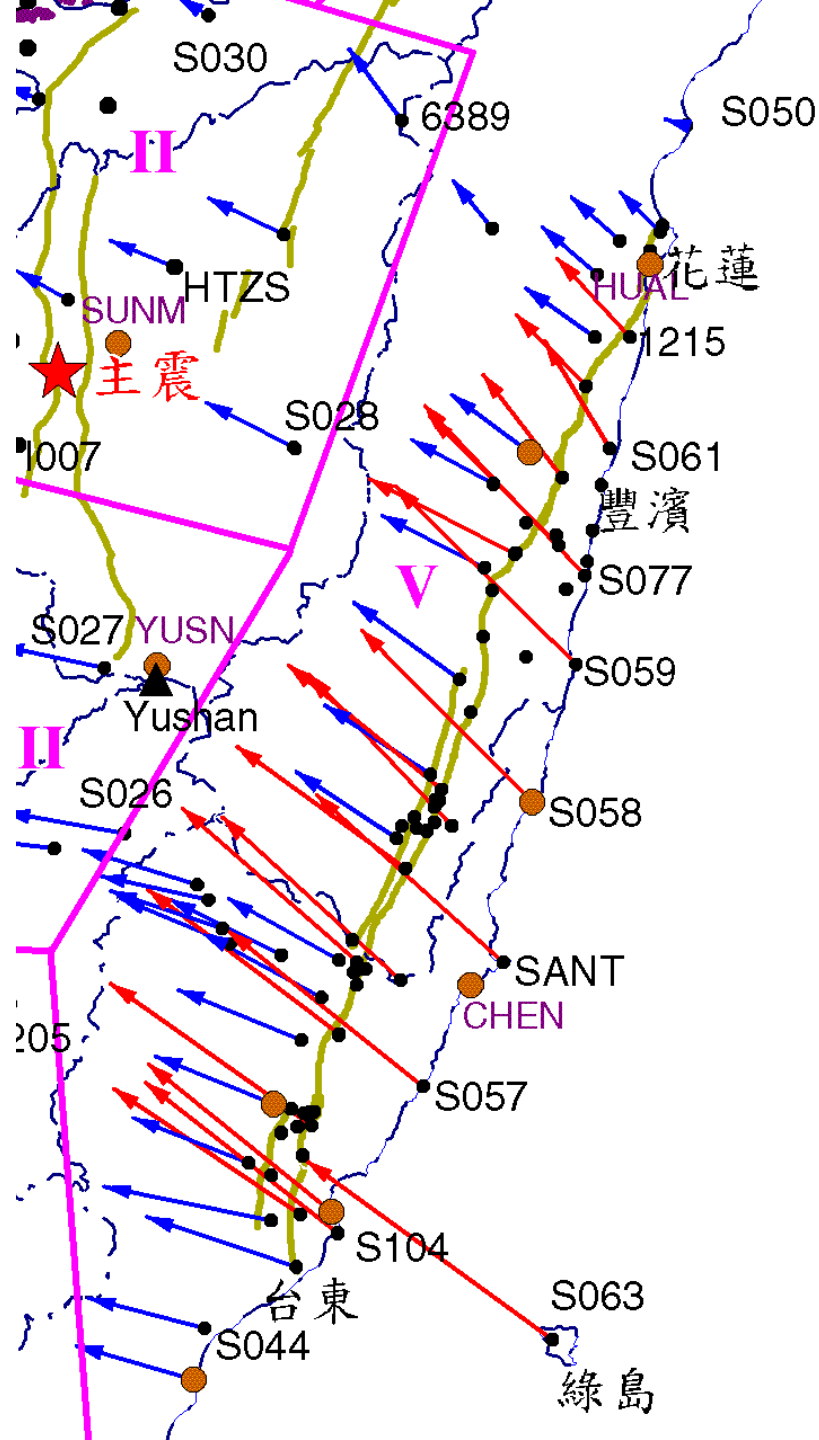 S030
S050
6389
II
花蓮
HTZS
HUAL
SUNM
1215
主震
S028
I007
S061
豐濱
V
S077
S027
YUSN
S059
Yushan
II
S026
S058
SANT
CHEN
205
S057
S104
S063
台東
S044
綠島